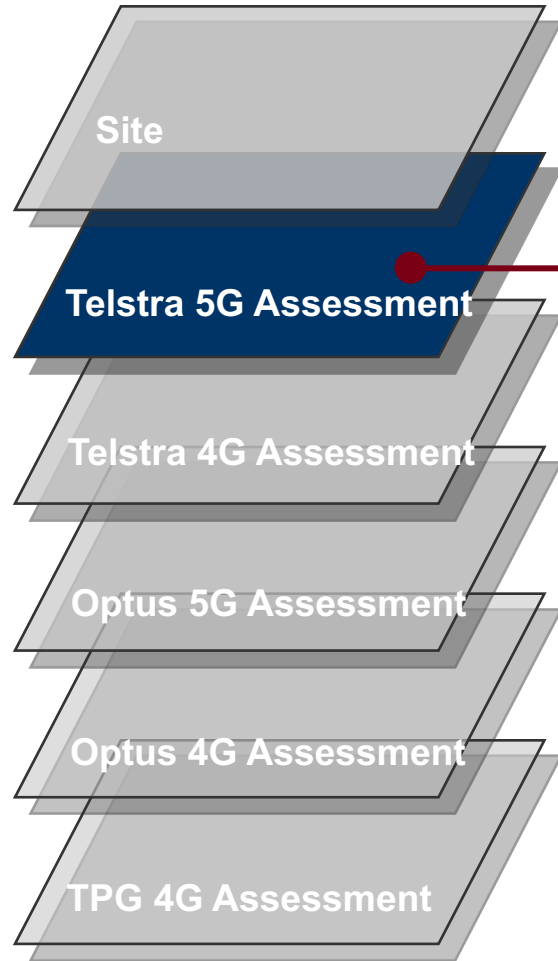 Site
Telstra 5G Assessment
Telstra 4G Assessment
Optus 5G Assessment
Optus 4G Assessment
TPG 4G Assessment